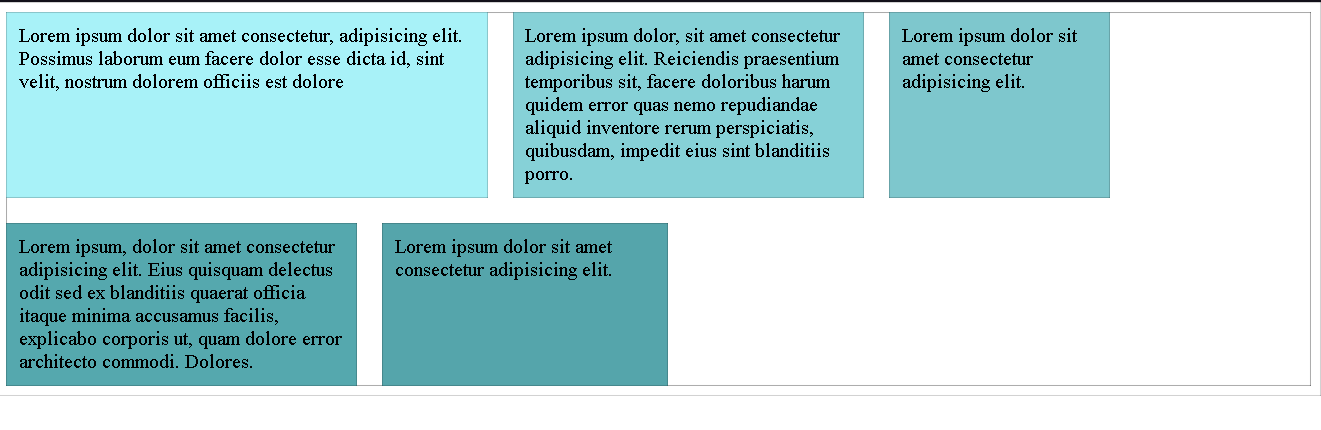 Lorem ipsum dolor sit amet consectetur, adipisicing elit.
Possimus laborum eum facere dolor esse dicta id, sint
velit, nostrum dolorem officiis est dolore
Lorem ipsum dolor, sit amet consectetur
adipisicing elit. Reiciendis praesentium
temporibus sit, facere doloribus harum
quidem error quas nemo repudiandae
aliquid inventore rerum perspiciatis,
quibusdam, impedit eius sint blanditiis
porro.
Lorem ipsum dolor sit
amet consectetur
adipisicing elit.
Lorem ipsum, dolor sit amet consectetur
adipisicing elit. Eius quisquam delectus
odit sed ex blanditiis quaerat officia
itaque minima accusamus facilis,
explicabo corporis ut, quam dolore error
architecto commodi. Dolores.
Lorem ipsum dolor sit amet
consectetur adipisicing elit.